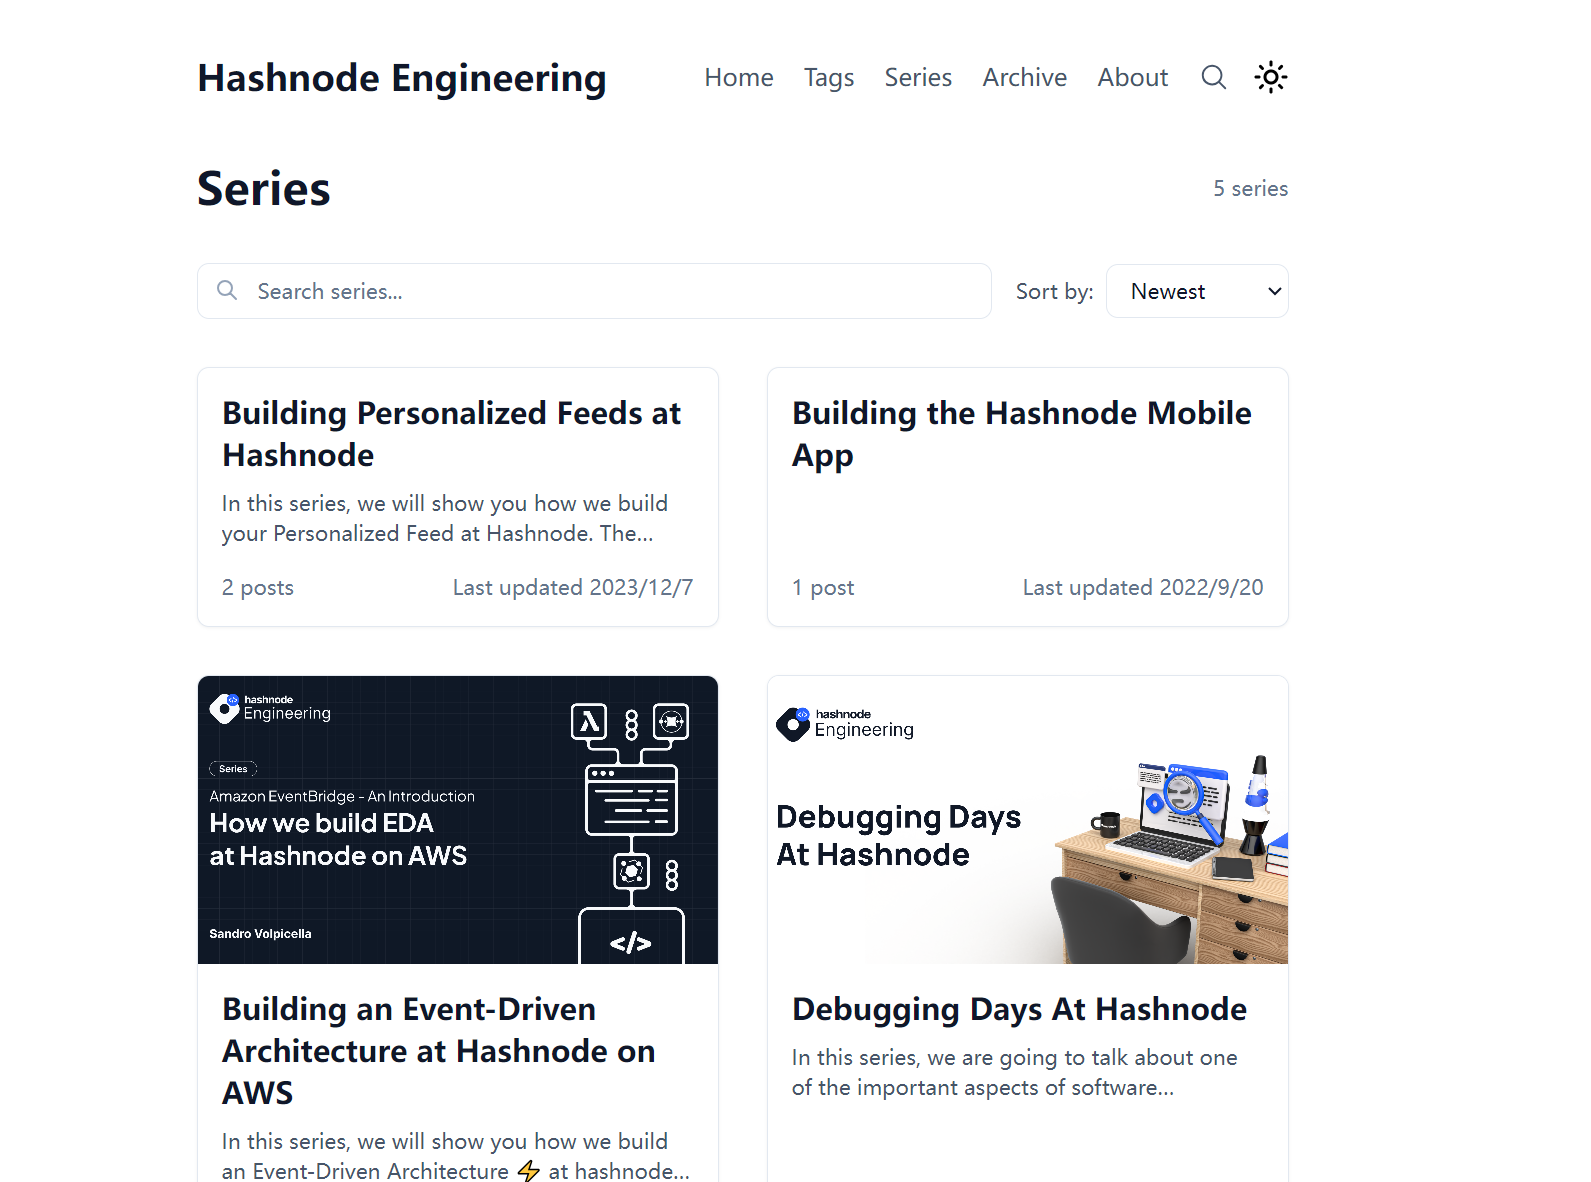 Hashnode Engineering
Home Tags Series Archive About
Series
5 series
Search series...
Sort by: Newest
Building Personalized Feeds at
Hashnode
In this series, we will show you how we build
your Personalized Feed at Hashnode. The...
2 posts
Last updated 2023/12/7
Building the Hashnode Mobile
App
1 post
Last updated 2022/9/20
hashnode
Engineering
Series
Amazon EventBridge - An Introduction
How we build EDA
at Hashnode on AWS
Sandro Volpicella
</>
Building an Event-Driven
Architecture at Hashnode on
AWS
In this series, we will show you how we build
an Event-Driven Architecture ⚡ at hashnode...
hashnode
Engineering
Debugging Days
At Hashnode
Debugging Days At Hashnode
In this series, we are going to talk about one
of the important aspects of software...